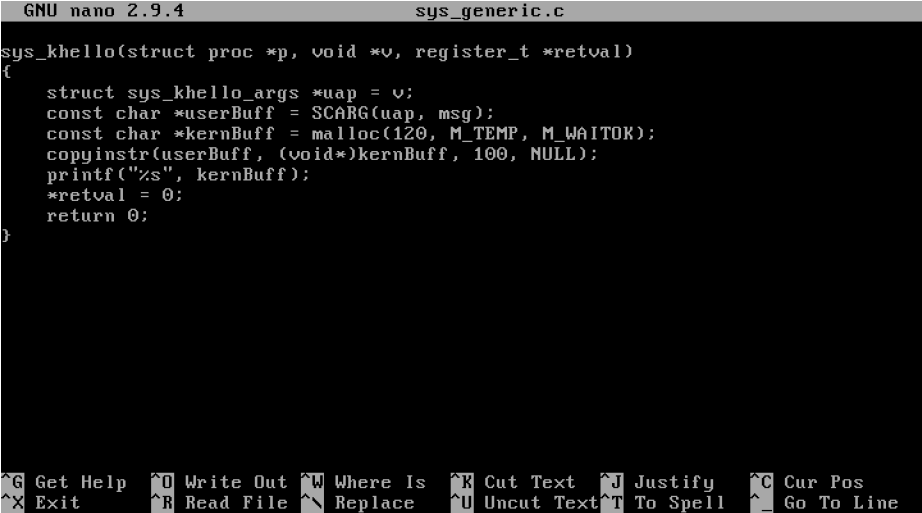 GNU nano 2.9.4 sys_generic.c
sys_khello(struct proc *p, void *v, register_t *retval)
{
    struct sys_khello_args *uap = v;
    const char *userBuff = SCARG(uap, msg);
    const char *kernBuff = malloc(120, M_TEMP, M_WAITOK);
    copyinstr(userBuff, (void*)kernBuff, 100, NULL);
    printf("%s", kernBuff);
    *retval = 0;
    return 0;
}
^G Get Help ^O Write Out ^W Where Is ^K Cut Text ^J Justify ^C Cur Pos
^X Exit ^R Read File ^\ Replace ^U Uncut Text ^T To Spell ^_ Go To Line